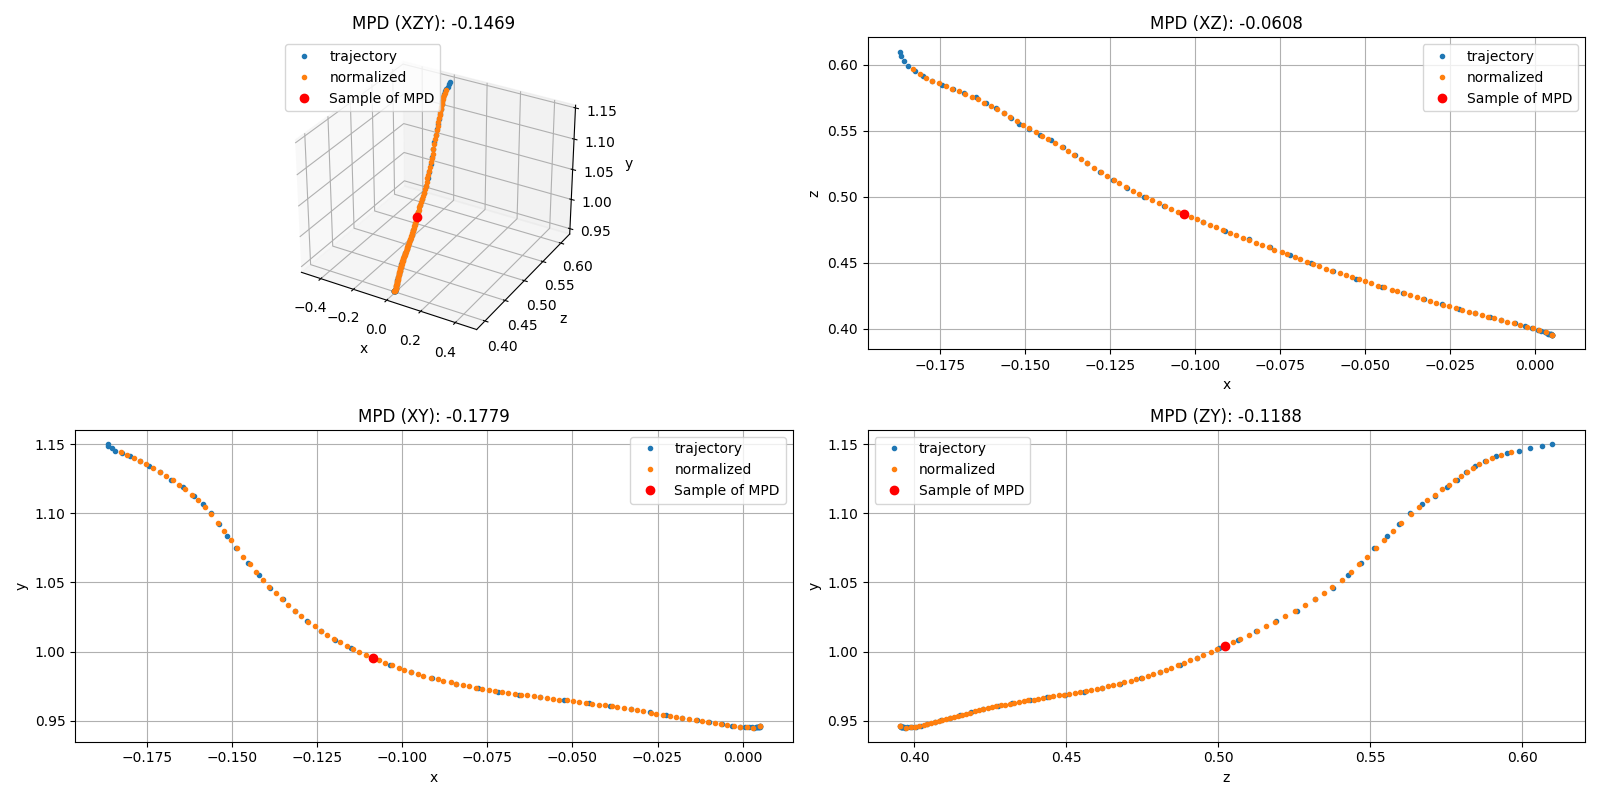 MPD (XZY): -0.1469
trajectory
normalized
Sample of MPD
1.15
1.10
1.05
1.00
0.95
y
0.60
0.55
0.50
0.45
0.40
z
−0.4
−0.2
0.0
0.2
0.4
x
MPD (XZ): -0.0608
trajectory
normalized
Sample of MPD
0.60
0.55
0.50
0.45
0.40
z
−0.175 −0.150 −0.125 −0.100 −0.075 −0.050 −0.025 0.000
x
MPD (XY): -0.1779
trajectory
normalized
Sample of MPD
1.15
1.10
1.05
1.00
0.95
y
−0.175 −0.150 −0.125 −0.100 −0.075 −0.050 −0.025 0.000
x
MPD (ZY): -0.1188
trajectory
normalized
Sample of MPD
1.15
1.10
1.05
1.00
0.95
y
0.40 0.45 0.50 0.55 0.60
z